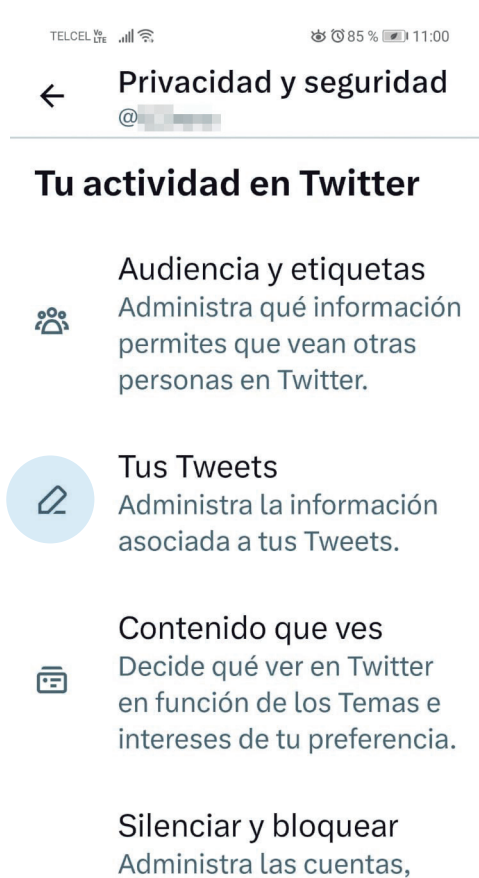 TELCEL Vo LTE 85 % 11:00
Privacidad y seguridad
@
Tu actividad en Twitter
Audiencia y etiquetas
Administra qué información
permites que vean otras
personas en Twitter.
Tus Tweets
Administra la información
asociada a tus Tweets.
Contenido que ves
Decide qué ver en Twitter
en función de los Temas e
intereses de tu preferencia.
Silenciar y bloquear
Administra las cuentas,